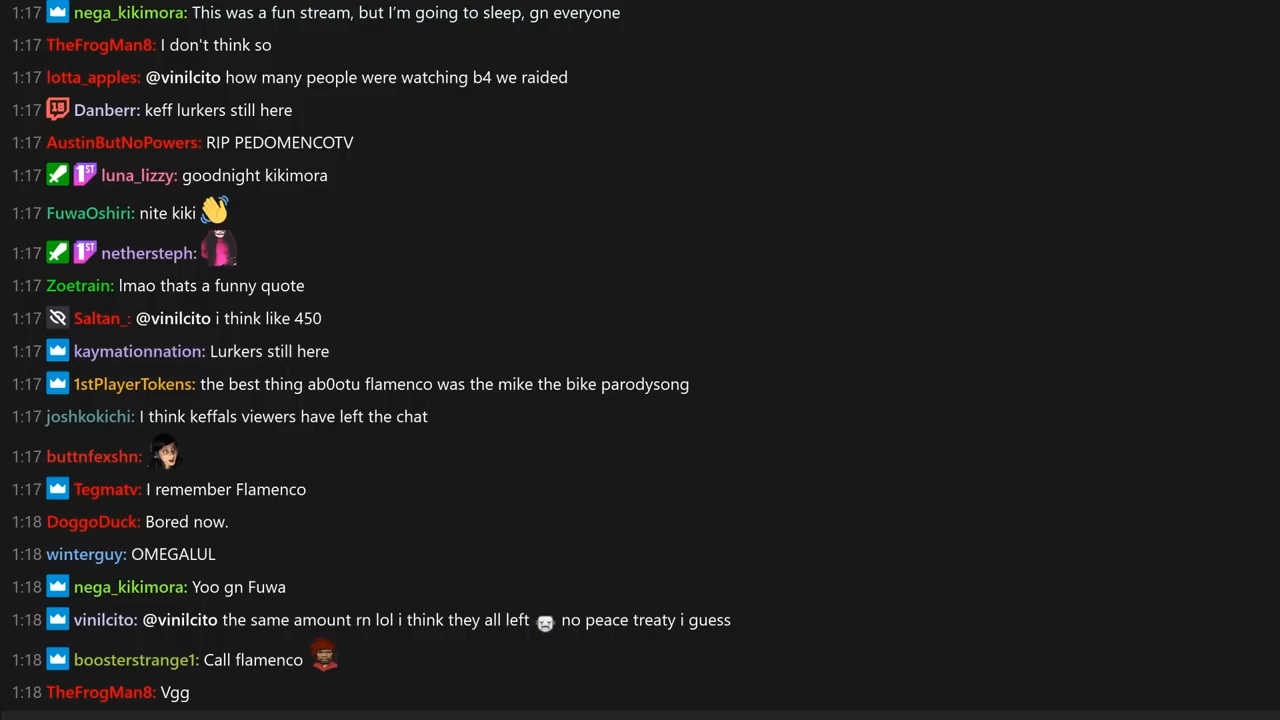 1:17 nega_kikimora: This was a fun stream, but I'm going to sleep, gn everyone
1:17 TheFrogMan8: I don't think so
1:17 lotta_apples: @vinilcito how many people were watching b4 we raided
1:17 Danberr: keff lurkers still here
1:17 AustinButNoPowers: RIP PEDOMENCOTV
1:17 1ST luna_lizzy: goodnight kikimora
1:17 FuwaOshiri: nite kiki
1:17 1ST nethersteph:
1:17 Zoetrain: lmao thats a funny quote
1:17 Saltan_: @vinilcito i think like 450
1:17 kaymationnation: Lurkers still here
1:17 1stPlayerTokens: the best thing ab0otu flamenco was the mike the bike parodysong
1:17 joshkokichi: I think keffals viewers have left the chat
1:17 buttnfexshn:
1:17 Tegmatv: I remember Flamenco
1:18 DoggoDuck: Bored now.
1:18 winterguy: OMEGALUL
1:18 nega_kikimora: Yoo gn Fuwa
1:18 vinilcito: @vinilcito the same amount rn lol i think they all left no peace treaty i guess
1:18 boosterstrange1: Call flamenco
1:18 TheFrogMan8: Vgg